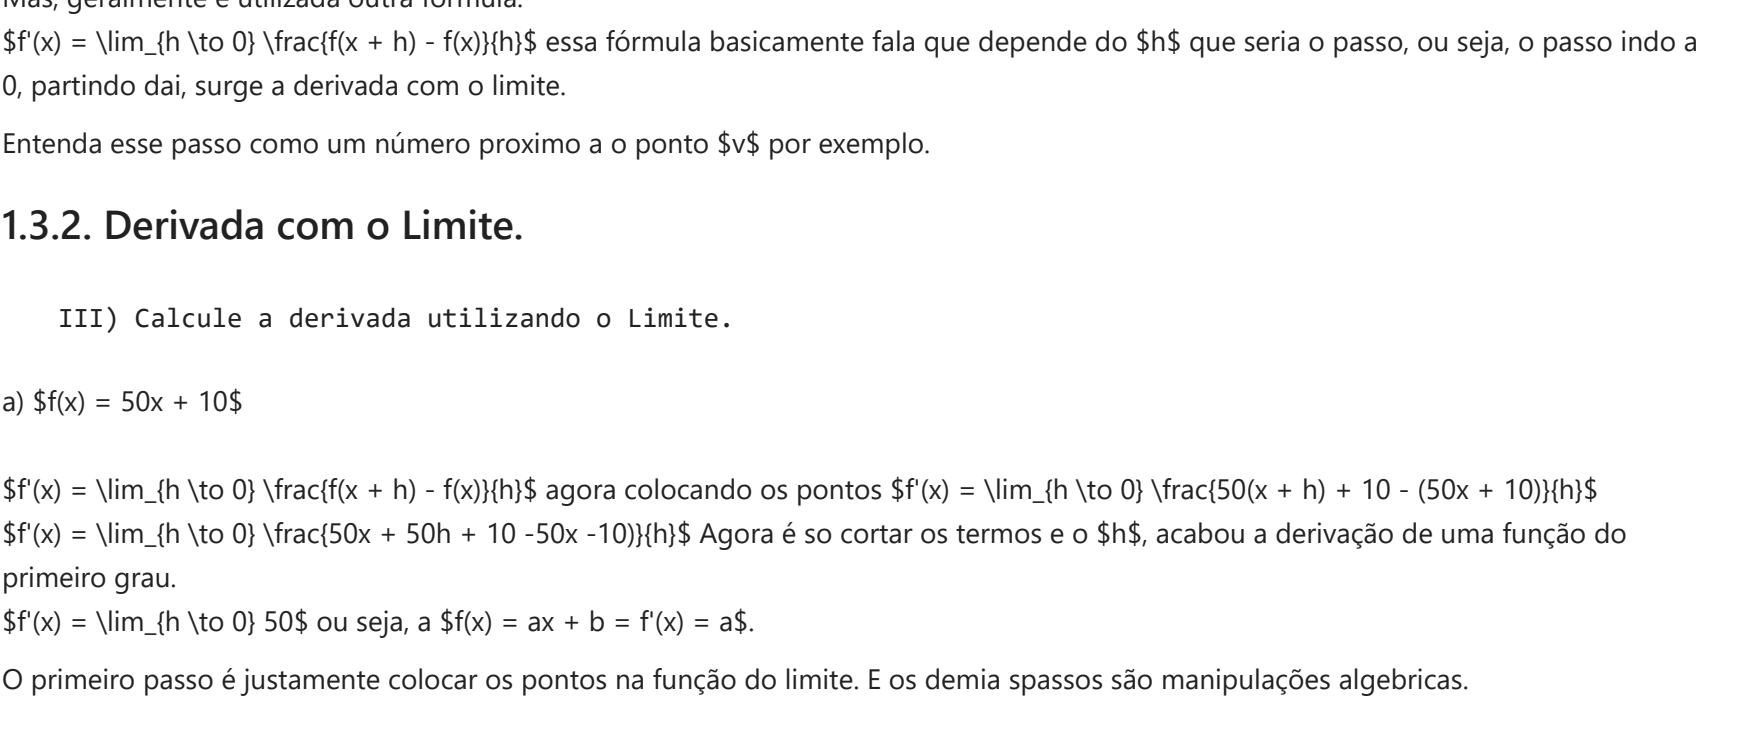 Mas, geralmente é utilizada outra fórmula.
$f'(x) = \lim_{h \to 0} \frac{f(x + h) - f(x)}{h}$ essa fórmula basicamente fala que depende do $h$ que seria o passo, ou seja, o passo indo a
0, partindo dai, surge a derivada com o limite.
Entenda esse passo como um número proximo a o ponto $v$ por exemplo.
1.3.2. Derivada com o Limite.
III) Calcule a derivada utilizando o Limite.
a) $f(x) = 50x + 10$
$f'(x) = \lim_{h \to 0} \frac{f(x + h) - f(x)}{h}$ agora colocando os pontos $f'(x) = \lim_{h \to 0} \frac{50(x + h) + 10 - (50x + 10)}{h}$
$f'(x) = \lim_{h \to 0} \frac{50x + 50h + 10 -50x -10)}{h}$ Agora é so cortar os termos e o $h$, acabou a derivação de uma função do
primeiro grau.
$f'(x) = \lim_{h \to 0} 50$ ou seja, a $f(x) = ax + b = f'(x) = a$.
O primeiro passo é justamente colocar os pontos na função do limite. E os demia spassos são manipulações algebricas.